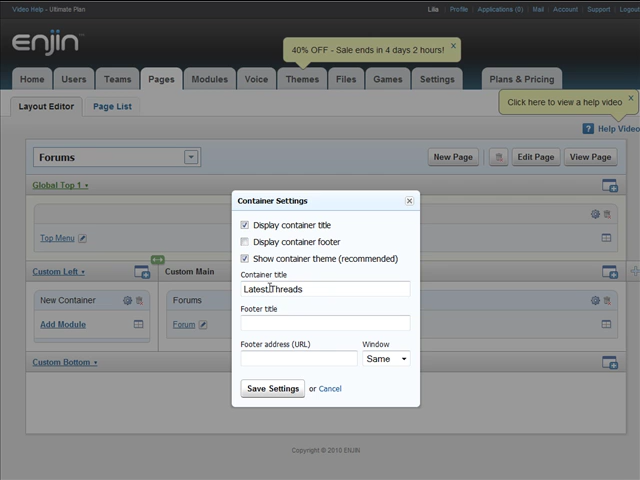 Video Help - Ultimate Plan
Lila Profile Applications (0) Mail Account Support Logout
enjin
40% OFF - Sale ends in 4 days 2 hours!
Home Users Teams Pages Modules Voice Themes Files Games Settings Plans & Pricing
Layout Editor Page List
Click here to view a help video
? Help Video
Forums
New Page Edit Page View Page
Global Top 1
Container Settings
Display container title
Display container footer
Show container theme (recommended)
Top Menu
Custom Left Custom Main
Container title
Latest Threads
New Container Forums
Footer title
Add Module Forum
Footer address (URL) Window
Same
Custom Bottom
Save Settings or Cancel
Copyright © 2010 ENJIN